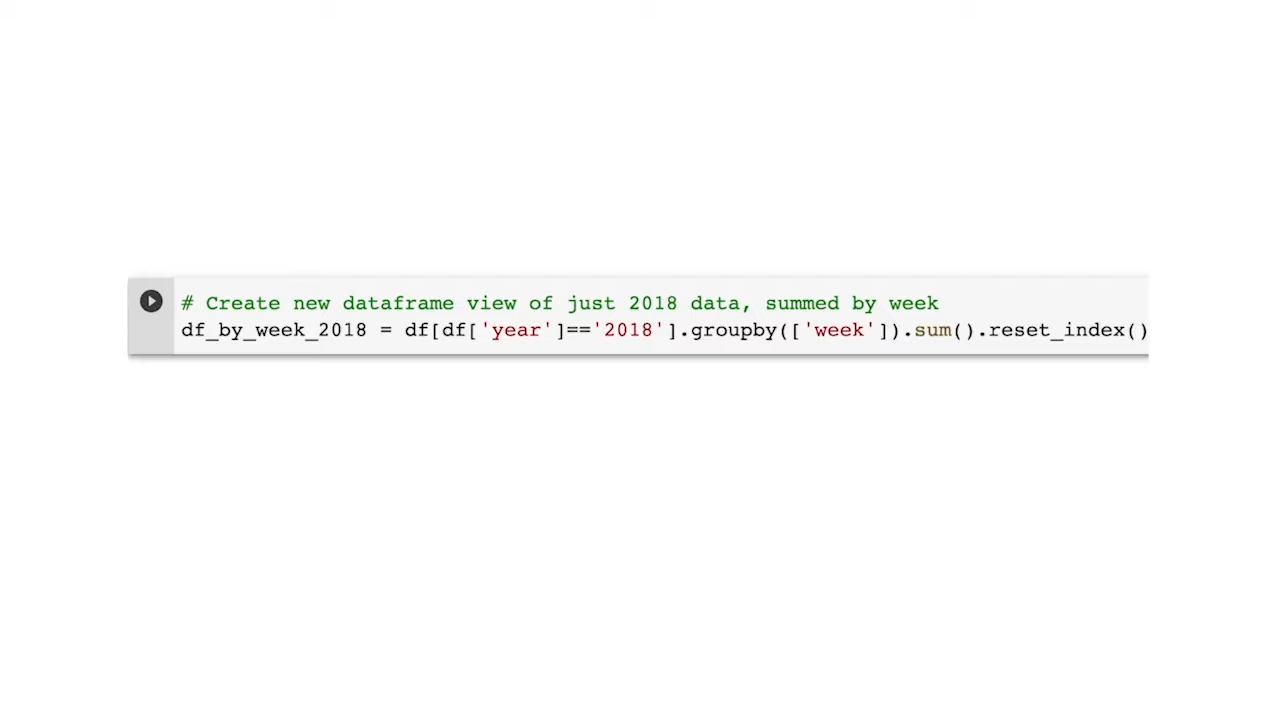 # Create new dataframe view of just 2018 data, summed by week
df_by_week_2018 = df[df['year']=='2018'].groupby(['week']).sum().reset_index()